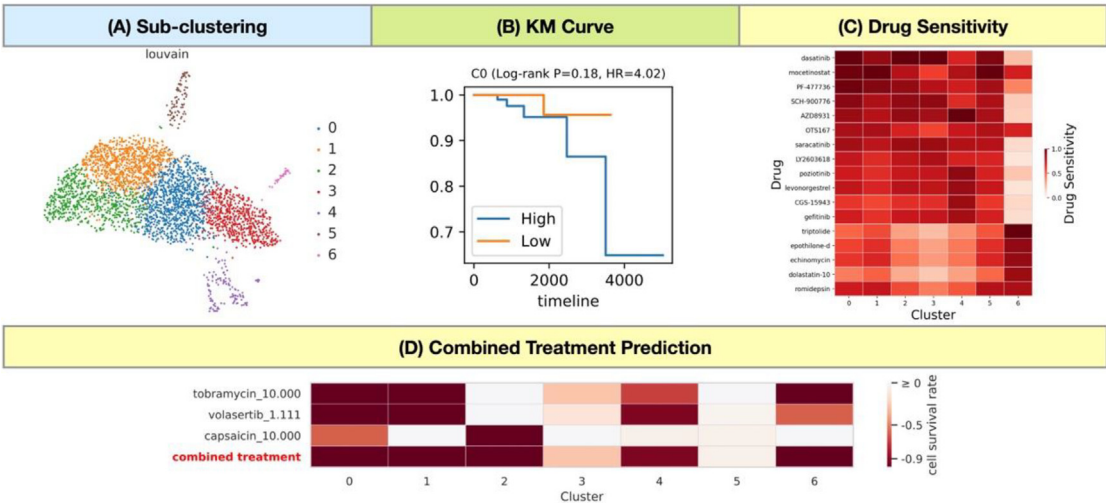 (A) Sub-clustering
(B) KM Curve
(C) Drug Sensitivity
louvain
0
1
2
3
4
5
6
C0 (Log-rank P=0.18, HR=4.02)
1.0
0.9
0.8
0.7
High
Low
0 2000 4000
timeline
Drug
dasatinib
mocetinostat
PF-477736
SCH-900776
AZD8931
OTS167
saracatinib
LY2603618
poziotinib
levonorgestrel
CGS-15943
gefitinib
triptolide
epothilone-d
echinomycin
dolastatin-10
romidepsin
0 1 2 3 4 5 6
Cluster
1.0
0.5
0.0
Drug Sensitivity
(D) Combined Treatment Prediction
tobramycin_10.000
volasertib_1.111
capsaicin_10.000
combined treatment
0 1 2 3 4 5 6
Cluster
≥ 0
-0.5
-0.9
cell survival rate